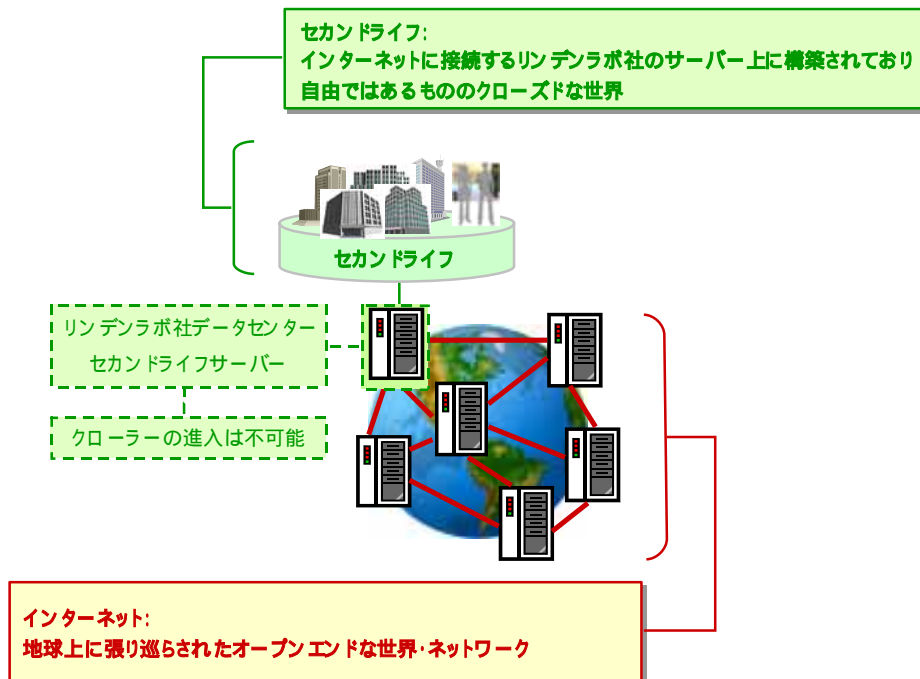 セカンドライフ:
インターネットに接続するリンデンラボ社のサーバー上に構築されており
自由ではあるもののクローズドな世界
セカンドライフ
リンデンラボ社データセンター
セカンドライフサーバー
クローラーの進入は不可能
インターネット:
地球上に張り巡らされたオープンエンドな世界・ネットワーク